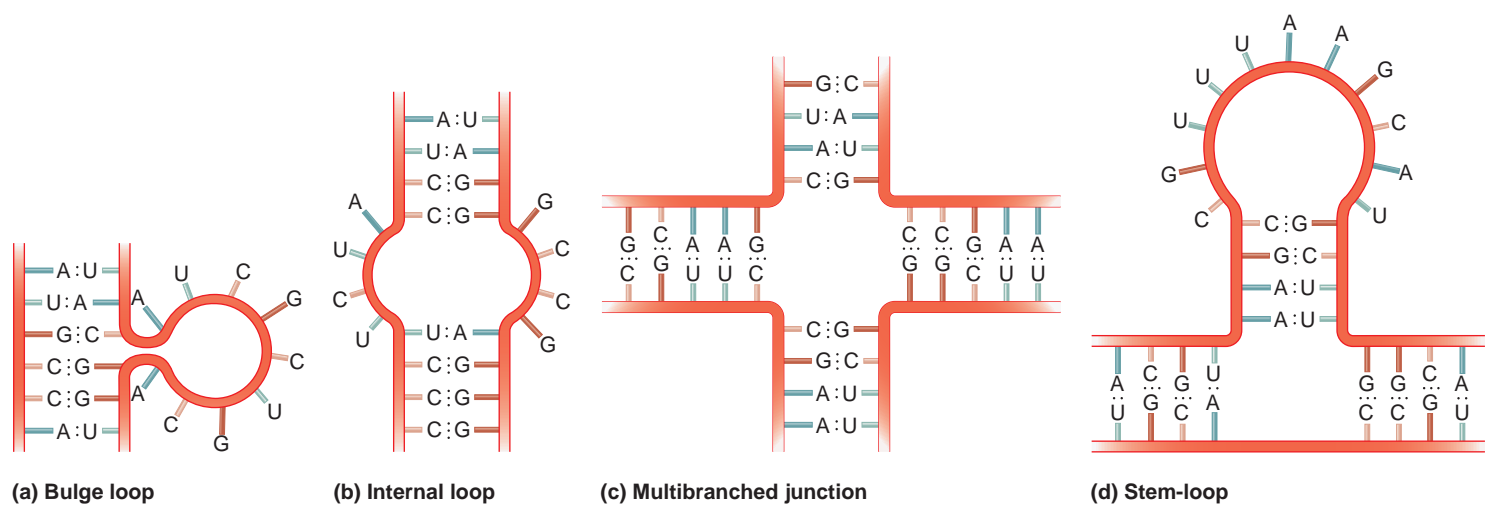 A:U
U:A
G⋮C
C⋮G
C⋮G
A:U
A U C G C U G C A
(a) Bulge loop
A:U
U:A
C⋮G
C⋮G
A U C U
G C C G
U:A
C⋮G
C⋮G
C⋮G
(b) Internal loop
G⋮C
U:A
A:U
C⋮G
G⋮C C⋮G A:U A:U G⋮C
C⋮G C⋮G G⋮C A:U A:U
C⋮G
G⋮C
A:U
A:U
(c) Multibranched junction
C G U U U A A G C A U
C⋮G
G⋮C
A:U
A:U
A:U C⋮G G⋮C U:A
G⋮C G⋮C C⋮G A:U
(d) Stem-loop